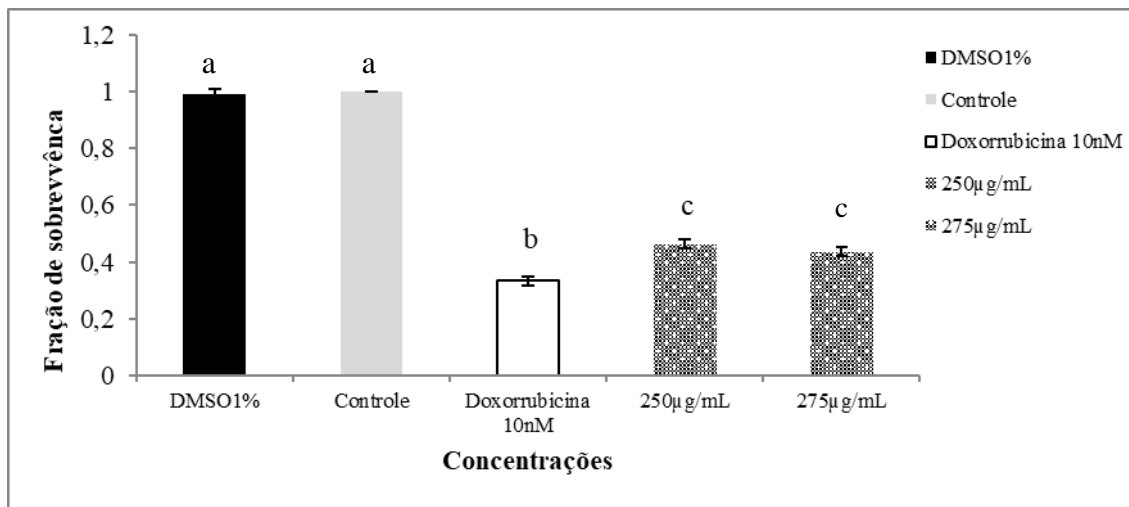 Fração de sobrevvênca
1,2
1
0,8
0,6
0,4
0,2
0
a
a
b
c
c
DMSO1%
Controle
Doxorrubicina
10nM
250µg/mL
275µg/mL
Concentrações
DMSO1%
Controle
Doxorrubicina 10nM
250µg/mL
275µg/mL